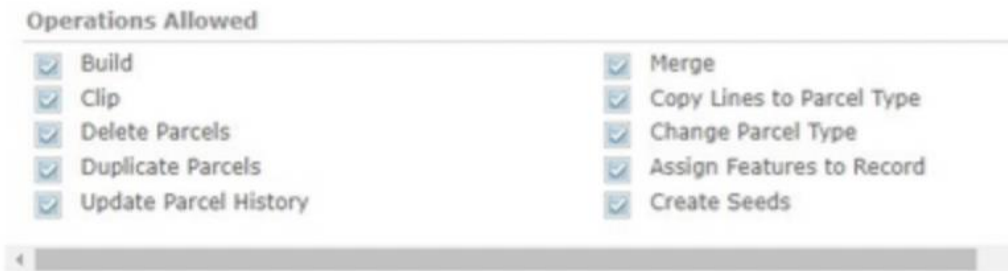 Operations Allowed
Build
Clip
Delete Parcels
Duplicate Parcels
Update Parcel History
Merge
Copy Lines to Parcel Type
Change Parcel Type
Assign Features to Record
Create Seeds